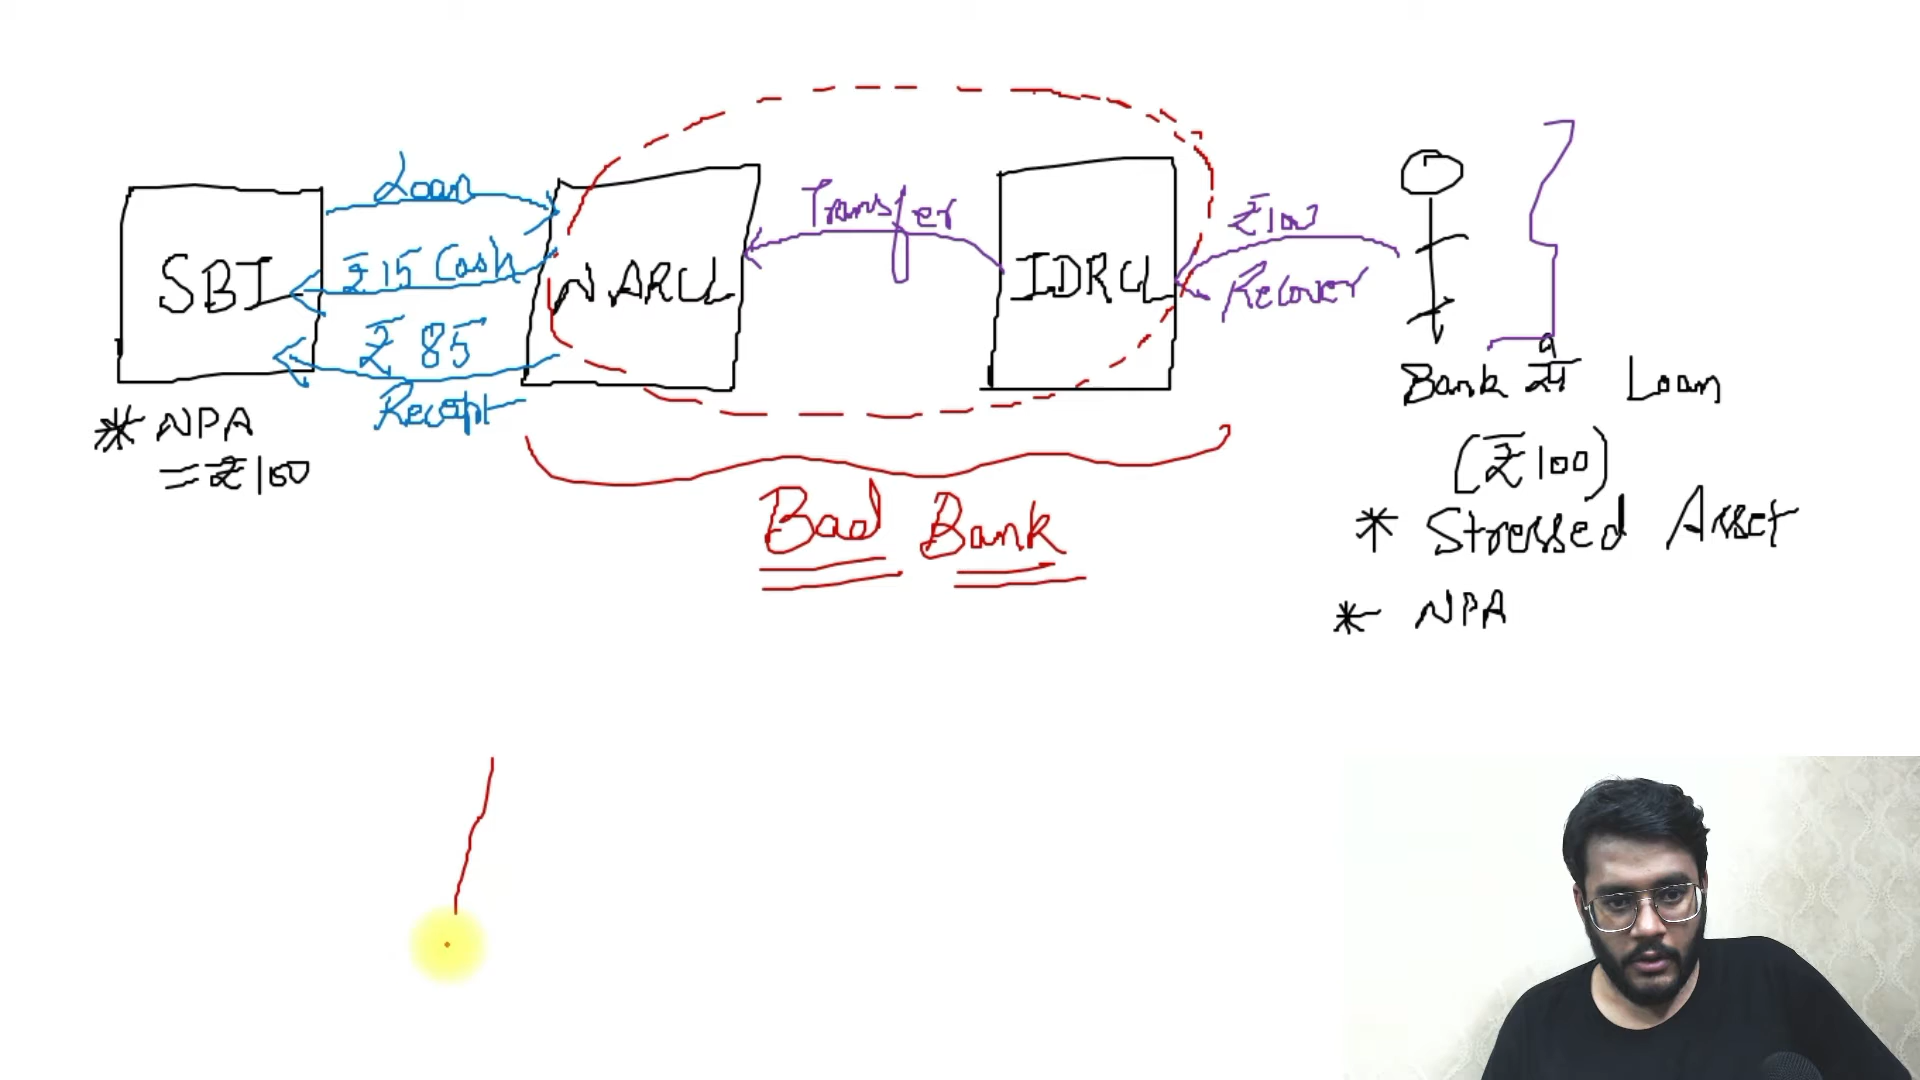 Loan
SBI
₹15 Cash
₹ 85
Receipt
* NPA
= ₹100
NARCL
Transfer
IDRCL
₹100
Recover
Bank से Loan
(₹100)
* Stressed Asset
* NPA
Bad Bank